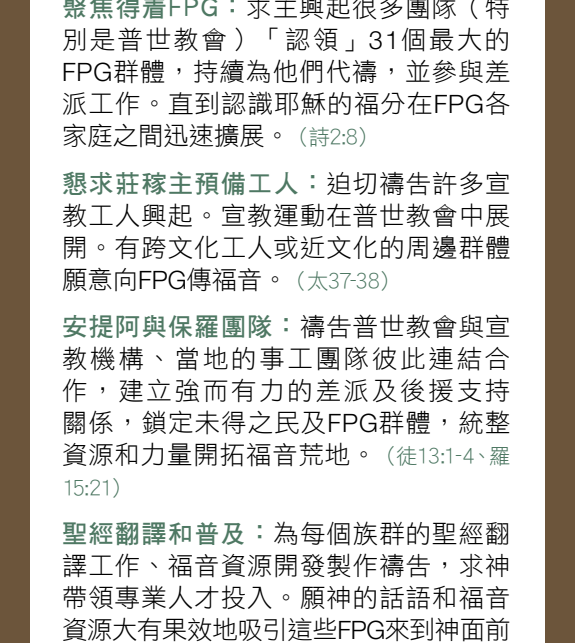 聚焦得着FPG：求主興起很多團隊（特
別是普世教會）「認領」31個最大的
FPG群體，持續為他們代禱，並參與差
派工作。直到認識耶穌的福分在FPG各
家庭之間迅速擴展。（詩2:8）
懇求莊稼主預備工人：迫切禱告許多宣
教工人興起。宣教運動在普世教會中展
開。有跨文化工人或近文化的周邊群體
願意向FPG傳福音。（太37-38）
安提阿與保羅團隊：禱告普世教會與宣
教機構、當地的事工團隊彼此連結合
作，建立強而有力的差派及後援支持
關係，鎖定未得之民及FPG群體，統整
資源和力量開拓福音荒地。（徒13:1-4、羅
15:21）
聖經翻譯和普及：為每個族群的聖經翻
譯工作、福音資源開發製作禱告，求神
帶領專業人才投入。願神的話語和福音
資源大有果效地吸引這些FPG來到神面前